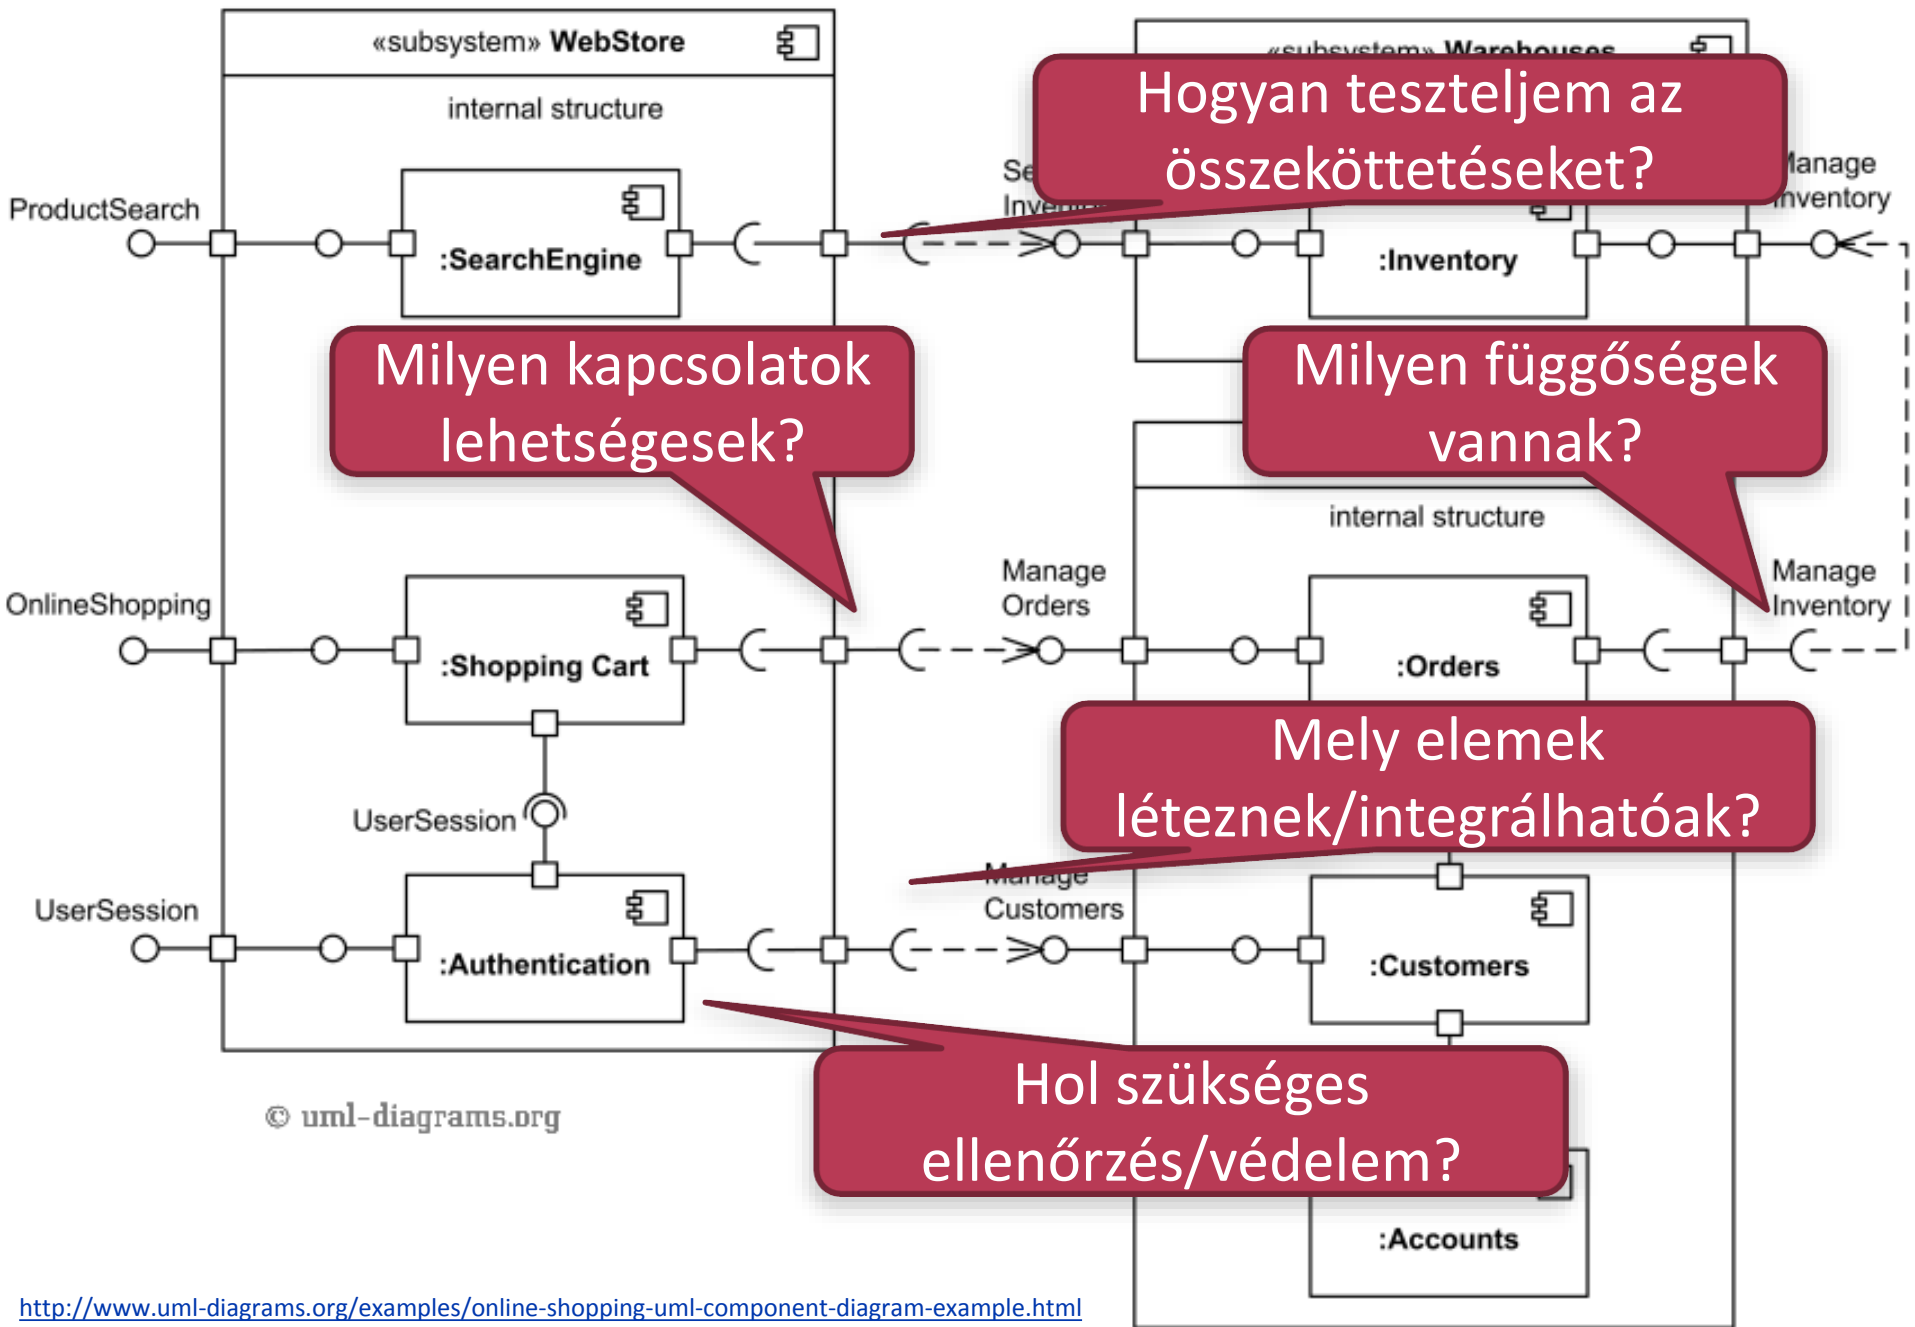 «subsystem» WebStore
«subsystem» Warehouses
internal structure
Hogyan teszteljem az
összeköttetéseket?
Manage
Inventory
ProductSearch
:SearchEngine
:Inventory
Milyen kapcsolatok
lehetségesek?
Milyen függőségek
vannak?
internal structure
OnlineShopping
Manage
Orders
Manage
Inventory
:Shopping Cart
:Orders
Mely elemek
léteznek/integrálhatóak?
UserSession
UserSession
Manage
Customers
:Authentication
:Customers
Hol szükséges
ellenőrzés/védelem?
© uml-diagrams.org
:Accounts
http://www.uml-diagrams.org/examples/online-shopping-uml-component-diagram-example.html